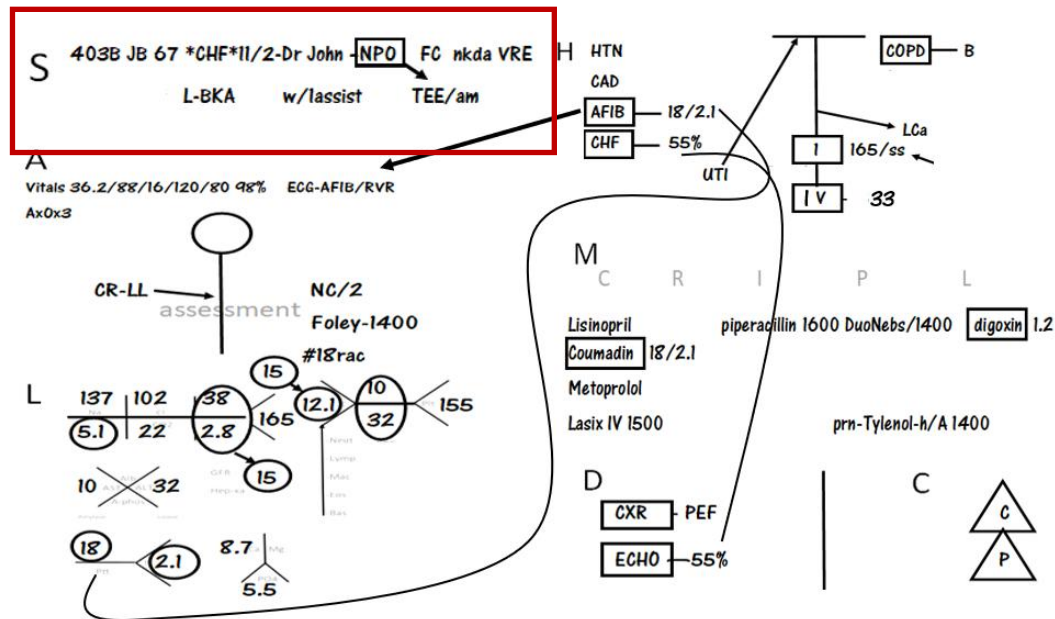 S 403B JB 67 *CHF*11/2-Dr John -NPO FC nkda VRE
L-BKA w/1assist TEE/am
H HTN
CAD
AFIB 18/2.1
CHF 55%
UTI
COPD B
LCa
1 165/ss
IV 33
A
Vitals 36.2/88/16/120/80 98% ECG-AFIB/RVR
AxOx3
CR-LL
assessment
NC/2
Foley-1400
#18rac
M
C R I P L
Lisinopril piperacillin 1600 DuoNebs/1400 digoxin 1.2
Coumadin 18/2.1
Metoprolol
Lasix IV 1500 prn-Tylenol-h/A 1400
L
137 102 38 165
5.1 22 2.8
15
15
12.1 10 155
32
10 32
18 2.1
8.7 Mg
5.5
D
CXR PEF
ECHO 55%
C
C
P